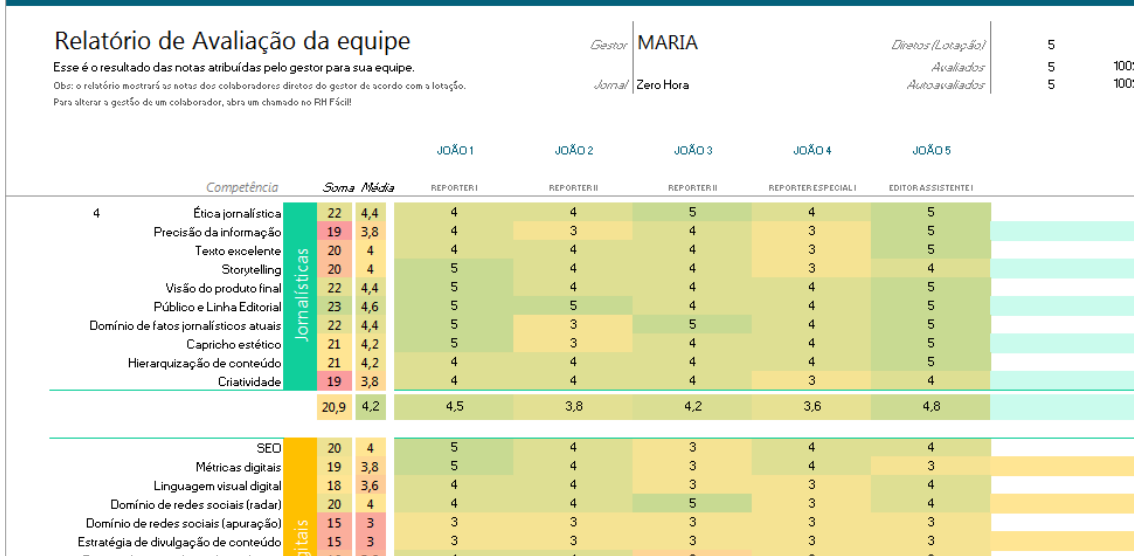 Relatório de Avaliação da equipe Gestor MARIA Diretos (Lotação) 5
Esse é o resultado das notas atribuídas pelo gestor para sua equipe. Avaliados 5
Obs: o relatório mostrará as notas dos colaboradores diretos do gestor de acordo com a lotação. Jornal Zero Hora Autoavaliados 5
Para alterar a gestão de um colaborador, abra um chamado no RH Fácil!
JOÃO 1 JOÃO 2 JOÃO 3 JOÃO 4 JOÃO 5
Competência Soma Média REPORTER I REPORTER II REPORTER II REPORTER ESPECIAL I EDITOR ASSISTENTE I
4 Ética jornalística 22 4,4 4 4 5 4 5
Precisão da informação 19 3,8 4 3 4 3 5
Texto excelente 20 4 4 4 4 3 5
Storytelling 20 4 5 4 4 3 4
Visão do produto final 22 4,4 5 4 4 4 5
Público e Linha Editorial 23 4,6 5 5 4 4 5
Domínio de fatos jornalísticos atuais 22 4,4 5 3 5 4 5
Capricho estético 21 4,2 5 3 4 4 5
Hierarquização de conteúdo 21 4,2 4 4 4 4 5
Criatividade 19 3,8 4 4 4 3 4
Jornalísticas
20,9 4,2 4,5 3,8 4,2 3,6 4,8
SEO 20 4 5 4 3 4 4
Métricas digitais 19 3,8 5 4 3 4 3
Linguagem visual digital 18 3,6 4 4 3 3 4
Domínio de redes sociais (radar) 20 4 4 4 5 3 4
Domínio de redes sociais (apuração) 15 3 3 3 3 3 3
Estratégia de divulgação de conteúdo 15 3 3 3 3 3 3